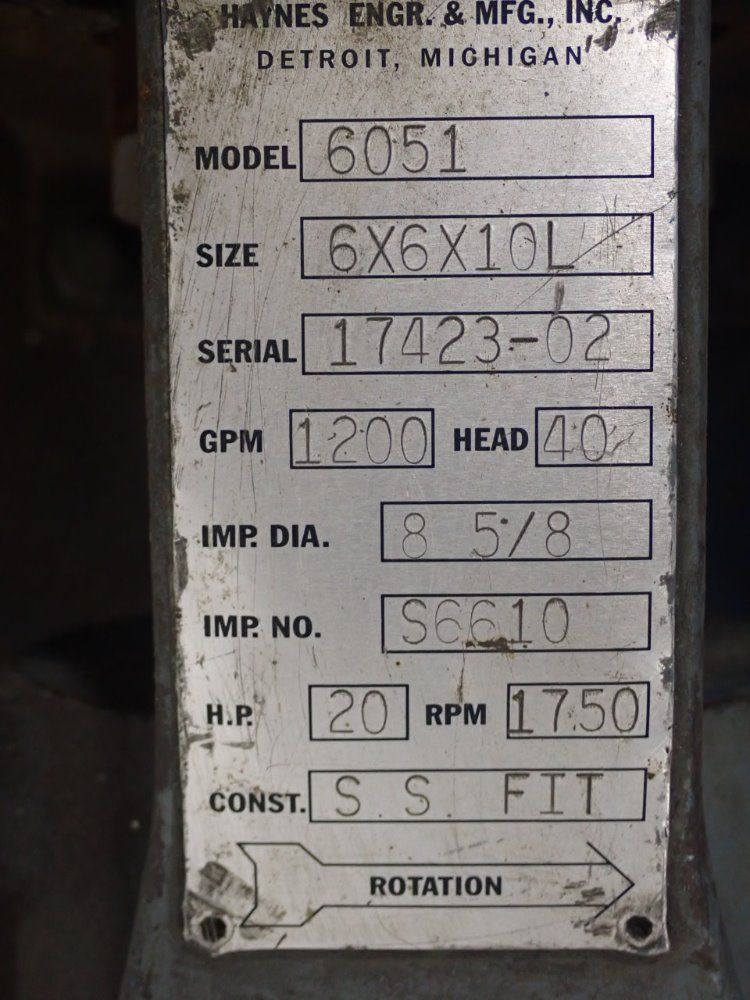 HAYNES ENGR. & MFG., INC.
DETROIT, MICHIGAN
MODEL 6051
SIZE 6X6X10L
SERIAL 17423-02
GPM 1200 HEAD 40
IMP. DIA. 8 5/8
IMP. NO. S6610
H.P. 20 RPM 1750
CONST. S.S. FIT
ROTATION